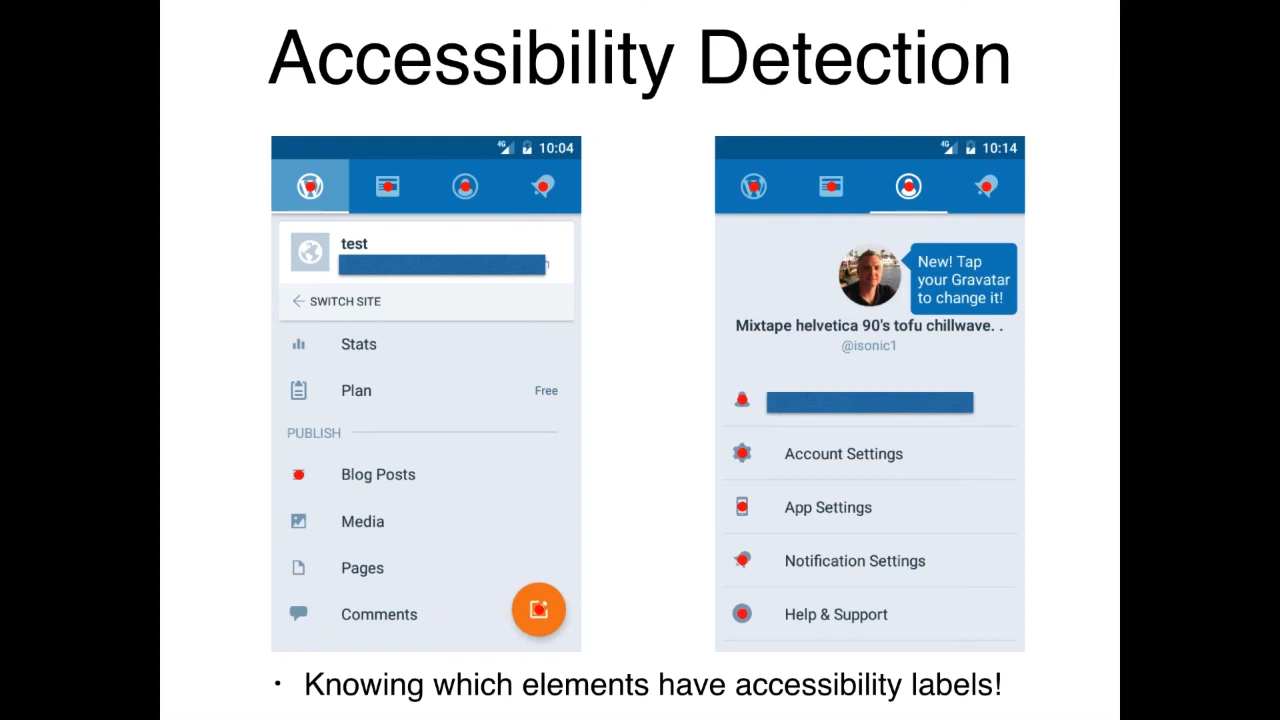 Accessibility Detection
4G 10:04
test
SWITCH SITE
Stats
Plan Free
PUBLISH
Blog Posts
Media
Pages
Comments
4G 10:14
New! Tap
your Gravatar
to change it!
Mixtape helvetica 90's tofu chillwave. .
@isonic1
Account Settings
App Settings
Notification Settings
Help & Support
• Knowing which elements have accessibility labels!